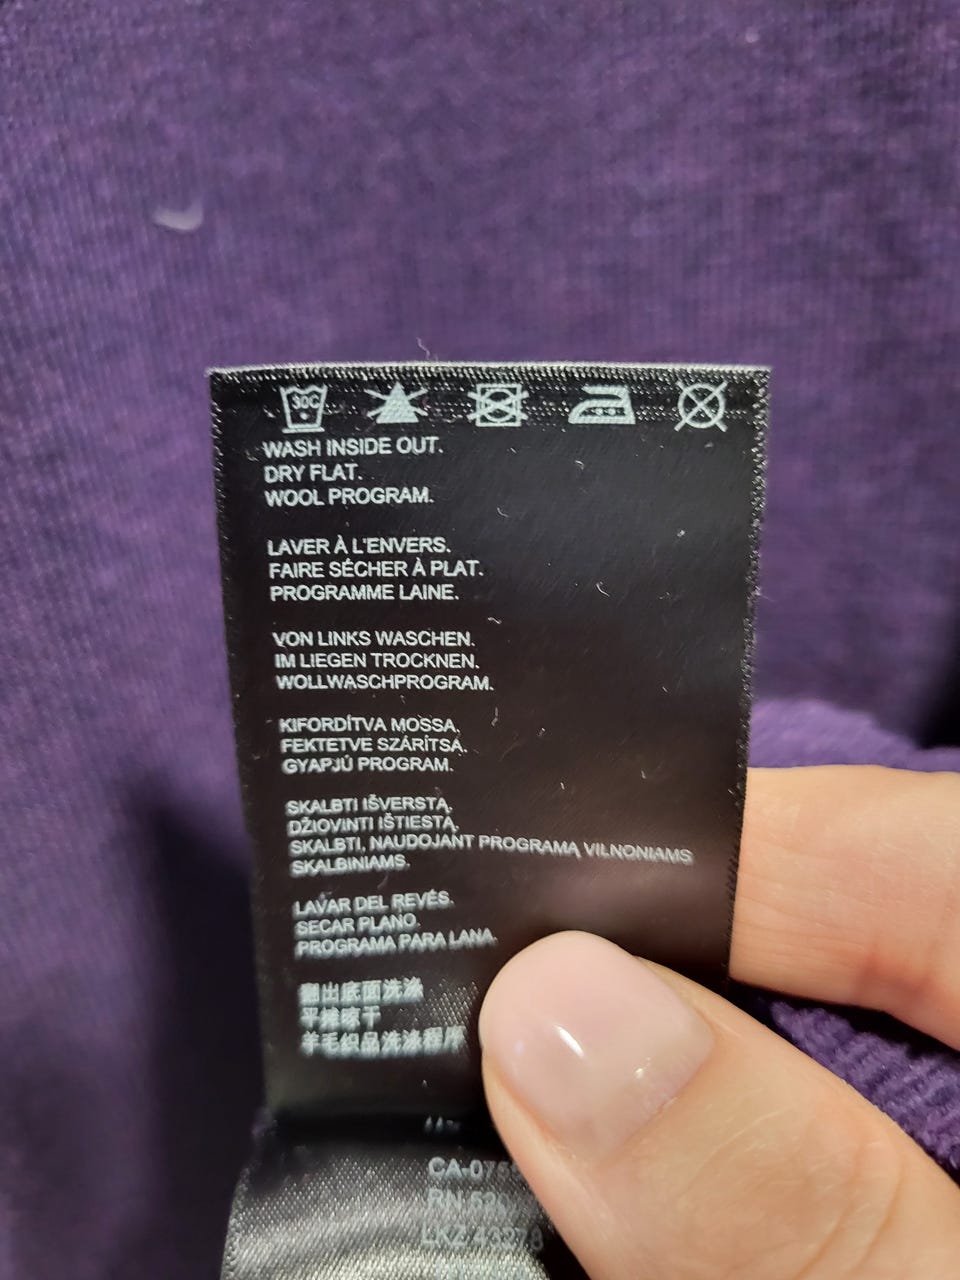 30C
WASH INSIDE OUT.
DRY FLAT.
WOOL PROGRAM.
LAVER À L'ENVERS.
FAIRE SÉCHER À PLAT.
PROGRAMME LAINE.
VON LINKS WASCHEN.
IM LIEGEN TROCKNEN.
WOLLWASCHPROGRAM.
KIFORDÍTVA MOSSA.
FEKTETVE SZÁRÍTSA.
GYAPJÚ PROGRAM.
SKALBTI IŠVERSTĄ.
DŽIOVINTI IŠTIESTĄ.
SKALBTI, NAUDOJANT PROGRAMĄ VILNONIAMS
SKALBINIAMS.
LAVAR DEL REVÉS.
SECAR PLANO.
PROGRAMA PARA LANA.
翻出底面洗涤
平摊晾干
羊毛织品洗涤程序